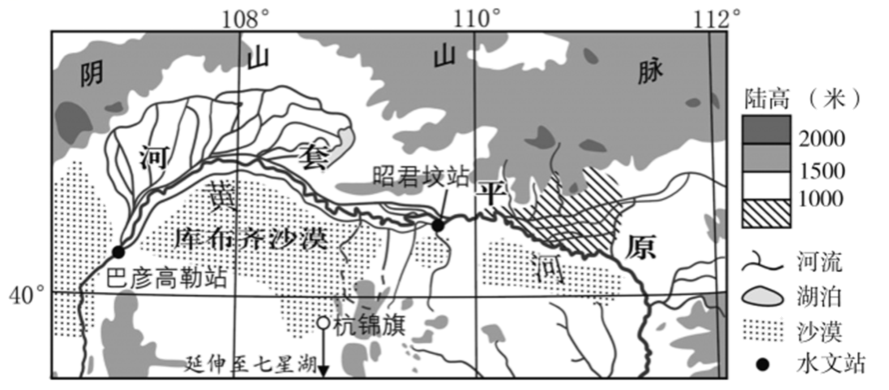 108° 110° 112°
阴 山 山 脉
陆高（米）
2000
1500
1000
河 套 平 原
昭君坟站
黄 河
库布齐沙漠
巴彦高勒站
40°
杭锦旗
延伸至七星湖
河流
湖泊
沙漠
水文站